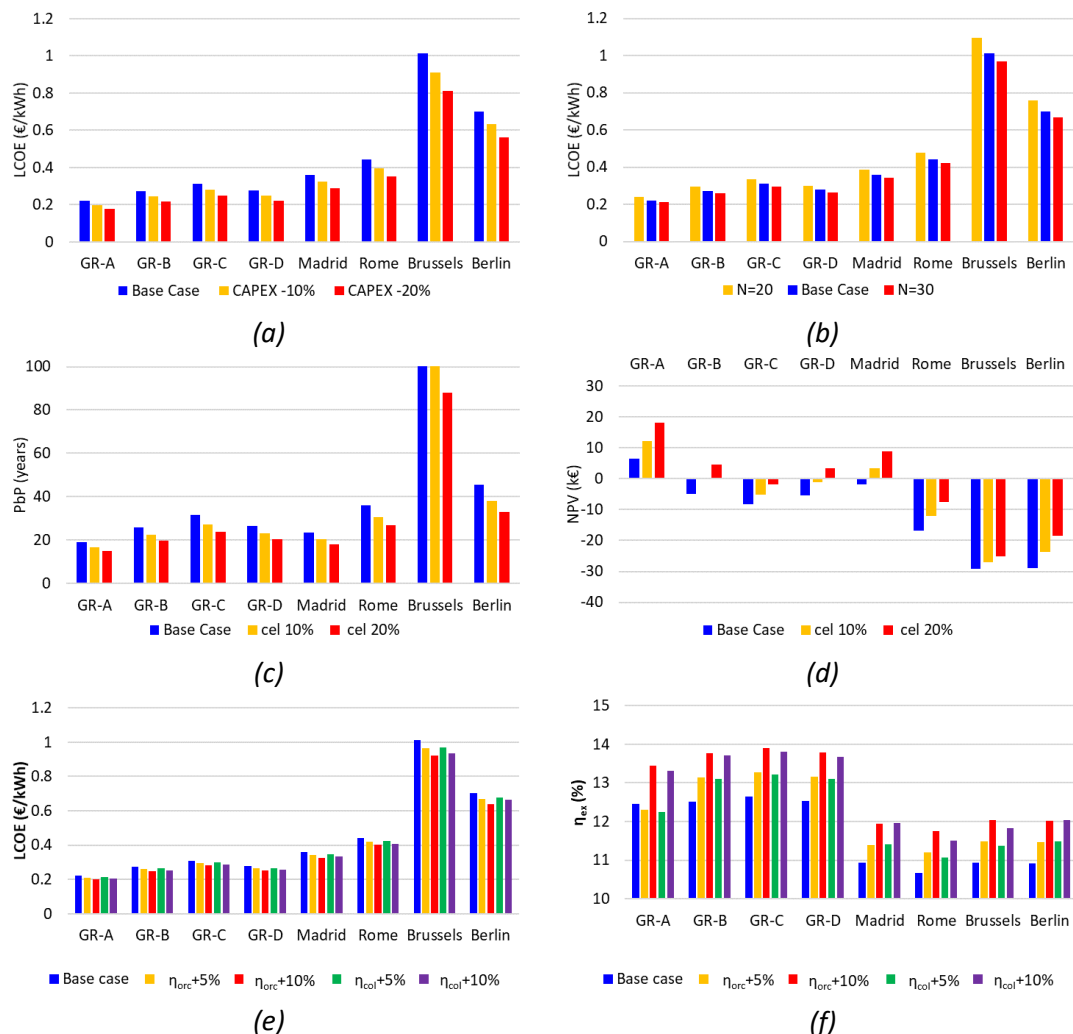 1.2
1
0.8
0.6
0.4
0.2
0
LCOE (€/kWh)
GR-A GR-B GR-C GR-D Madrid Rome Brussels Berlin
Base Case CAPEX -10% CAPEX -20%
(a)
1.2
1
0.8
0.6
0.4
0.2
0
LCOE (€/kWh)
GR-A GR-B GR-C GR-D Madrid Rome Brussels Berlin
N=20 Base Case N=30
(b)
100
80
60
40
20
0
PbP (years)
GR-A GR-B GR-C GR-D Madrid Rome Brussels Berlin
Base Case cel 10% cel 20%
(c)
GR-A GR-B GR-C GR-D Madrid Rome Brussels Berlin
30
20
10
0
-10
-20
-30
-40
NPV (k€)
Base Case cel 10% cel 20%
(d)
1.2
1
0.8
0.6
0.4
0.2
0
LCOE (€/kWh)
GR-A GR-B GR-C GR-D Madrid Rome Brussels Berlin
Base case ηorc+5% ηorc+10% ηcol+5% ηcol+10%
(e)
15
14
13
12
11
10
ηex (%)
GR-A GR-B GR-C GR-D Madrid Rome Brussels Berlin
Base case ηorc+5% ηorc+10% ηcol+5% ηcol+10%
(f)